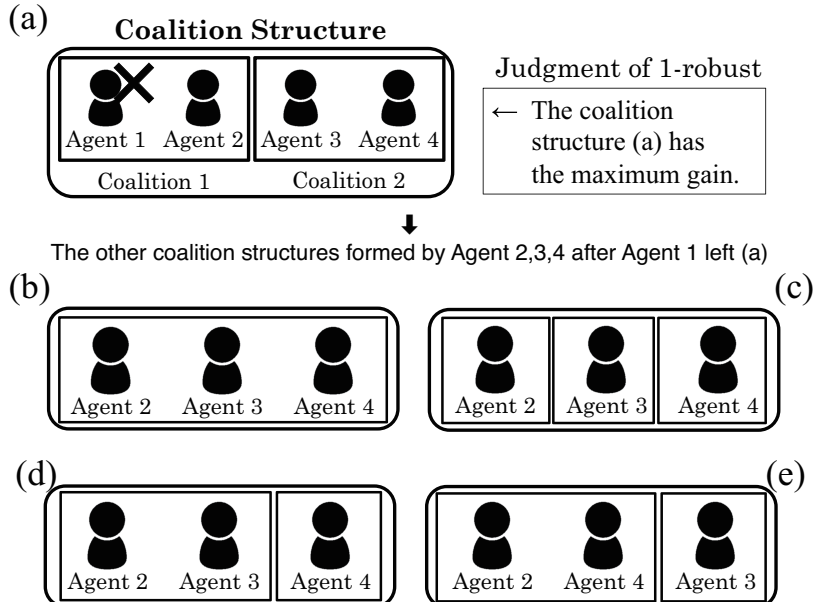 (a)
Coalition Structure
Agent 1 Agent 2 Agent 3 Agent 4
Coalition 1 Coalition 2
Judgment of 1-robust
← The coalition
structure (a) has
the maximum gain.
The other coalition structures formed by Agent 2,3,4 after Agent 1 left (a)
(b)
Agent 2 Agent 3 Agent 4
(c)
Agent 2 Agent 3 Agent 4
(d)
Agent 2 Agent 3 Agent 4
(e)
Agent 2 Agent 4 Agent 3